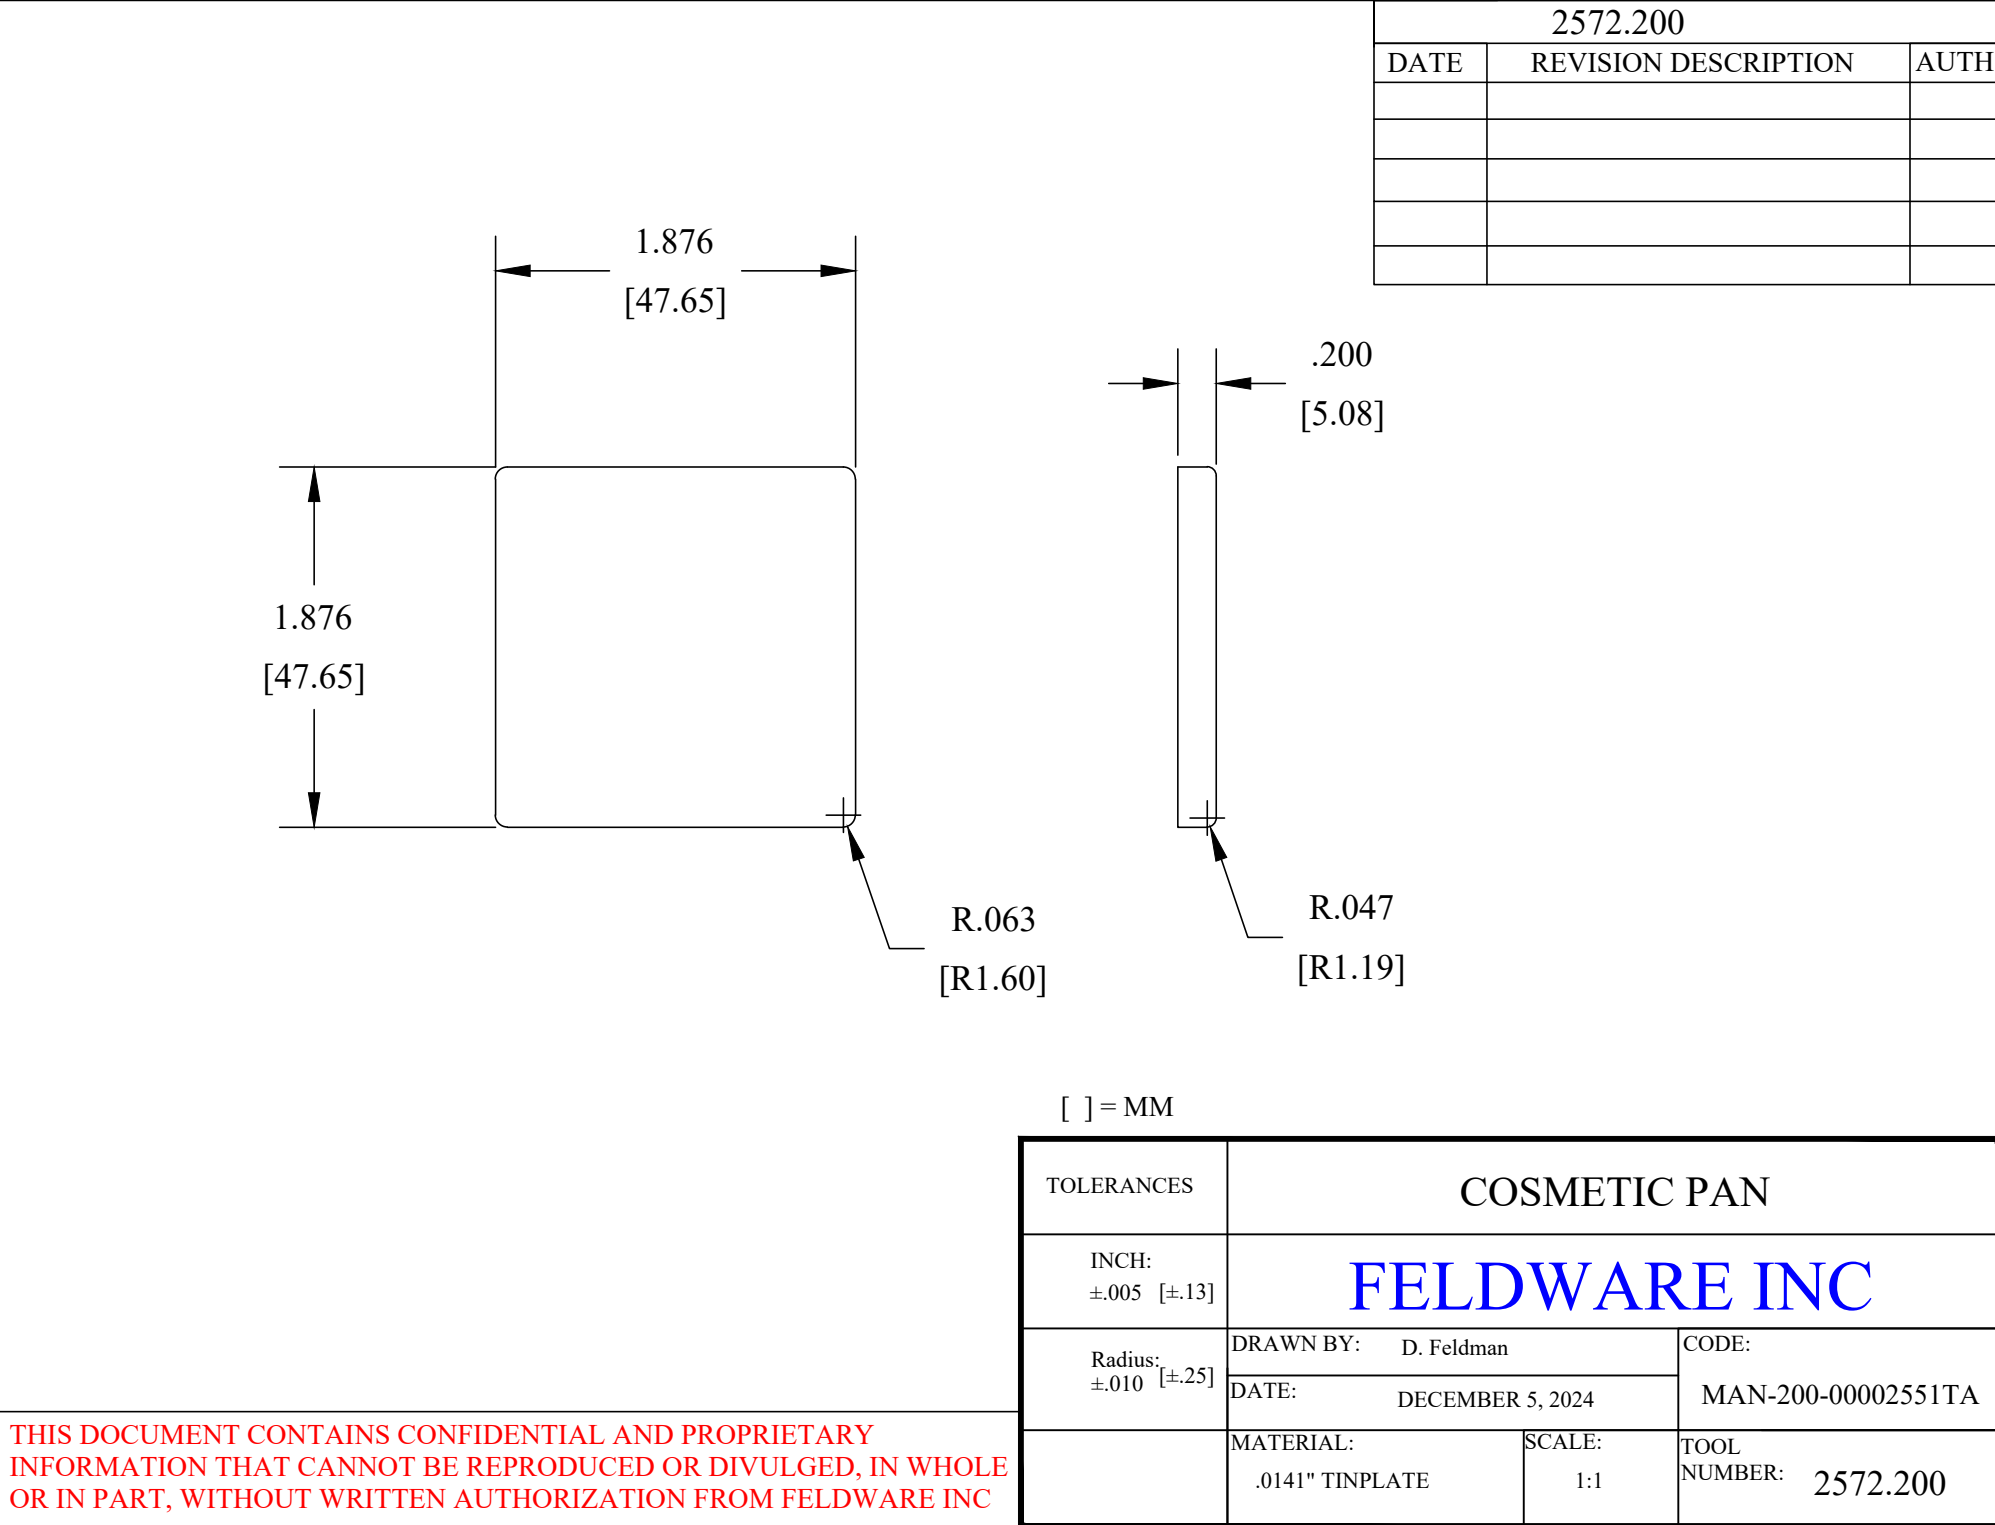 2572.200
DATE REVISION DESCRIPTION AUTH
1.876
[47.65]
.200
[5.08]
1.876
[47.65]
R.063
[R1.60]
R.047
[R1.19]
[ ] = MM
TOLERANCES
COSMETIC PAN
INCH:
±.005 [±.13]
FELDWARE INC
Radius:
±.010 [±.25]
DRAWN BY: D. Feldman
DATE: DECEMBER 5, 2024
CODE:
MAN-200-00002551TA
MATERIAL:
.0141" TINPLATE
SCALE:
1:1
TOOL
NUMBER: 2572.200
THIS DOCUMENT CONTAINS CONFIDENTIAL AND PROPRIETARY
INFORMATION THAT CANNOT BE REPRODUCED OR DIVULGED, IN WHOLE
OR IN PART, WITHOUT WRITTEN AUTHORIZATION FROM FELDWARE INC